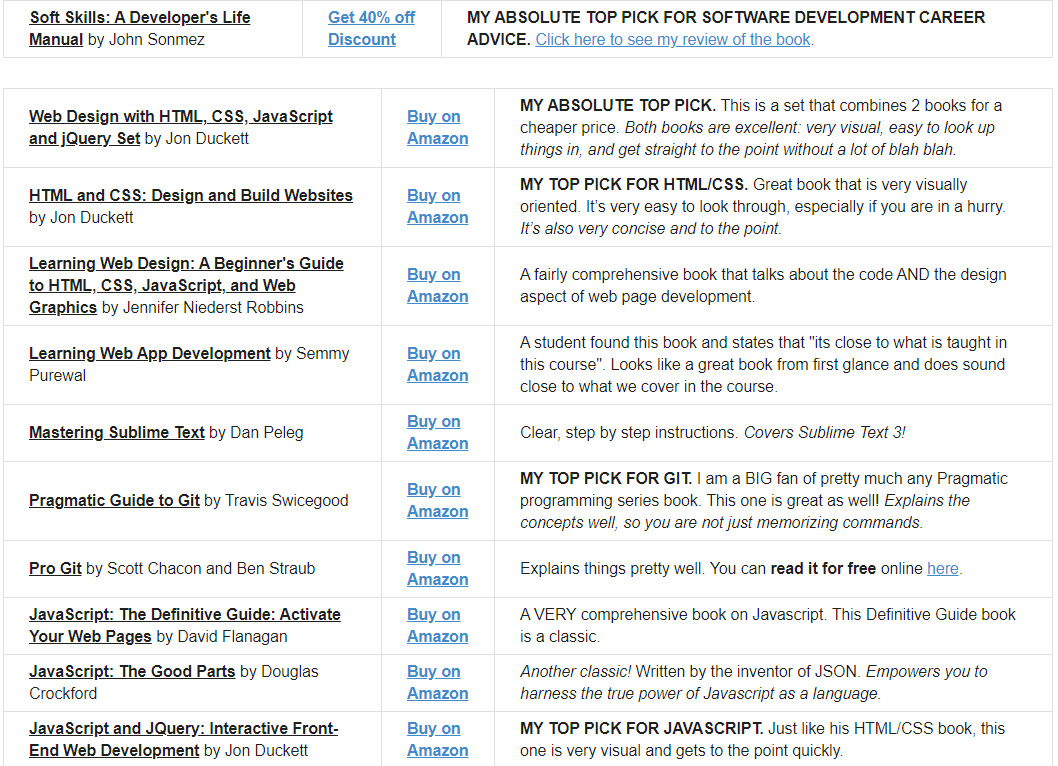 Soft Skills: A Developer's Life
Manual by John Sonmez
Get 40% off
Discount
MY ABSOLUTE TOP PICK FOR SOFTWARE DEVELOPMENT CAREER
ADVICE. Click here to see my review of the book.
Web Design with HTML, CSS, JavaScript
and jQuery Set by Jon Duckett
Buy on
Amazon
MY ABSOLUTE TOP PICK. This is a set that combines 2 books for a
cheaper price. Both books are excellent: very visual, easy to look up
things in, and get straight to the point without a lot of blah blah.
HTML and CSS: Design and Build Websites
by Jon Duckett
Buy on
Amazon
MY TOP PICK FOR HTML/CSS. Great book that is very visually
oriented. It’s very easy to look through, especially if you are in a hurry.
It’s also very concise and to the point.
Learning Web Design: A Beginner's Guide
to HTML, CSS, JavaScript, and Web
Graphics by Jennifer Niederst Robbins
Buy on
Amazon
A fairly comprehensive book that talks about the code AND the design
aspect of web page development.
Learning Web App Development by Semmy
Purewal
Buy on
Amazon
A student found this book and states that "its close to what is taught in
this course". Looks like a great book from first glance and does sound
close to what we cover in the course.
Mastering Sublime Text by Dan Peleg
Buy on
Amazon
Clear, step by step instructions. Covers Sublime Text 3!
Pragmatic Guide to Git by Travis Swicegood
Buy on
Amazon
MY TOP PICK FOR GIT. I am a BIG fan of pretty much any Pragmatic
programming series book. This one is great as well! Explains the
concepts well, so you are not just memorizing commands.
Pro Git by Scott Chacon and Ben Straub
Buy on
Amazon
Explains things pretty well. You can read it for free online here.
JavaScript: The Definitive Guide: Activate
Your Web Pages by David Flanagan
Buy on
Amazon
A VERY comprehensive book on Javascript. This Definitive Guide book
is a classic.
JavaScript: The Good Parts by Douglas
Crockford
Buy on
Amazon
Another classic! Written by the inventor of JSON. Empowers you to
harness the true power of Javascript as a language.
JavaScript and JQuery: Interactive Front-
End Web Development by Jon Duckett
Buy on
Amazon
MY TOP PICK FOR JAVASCRIPT. Just like his HTML/CSS book, this
one is very visual and gets to the point quickly.